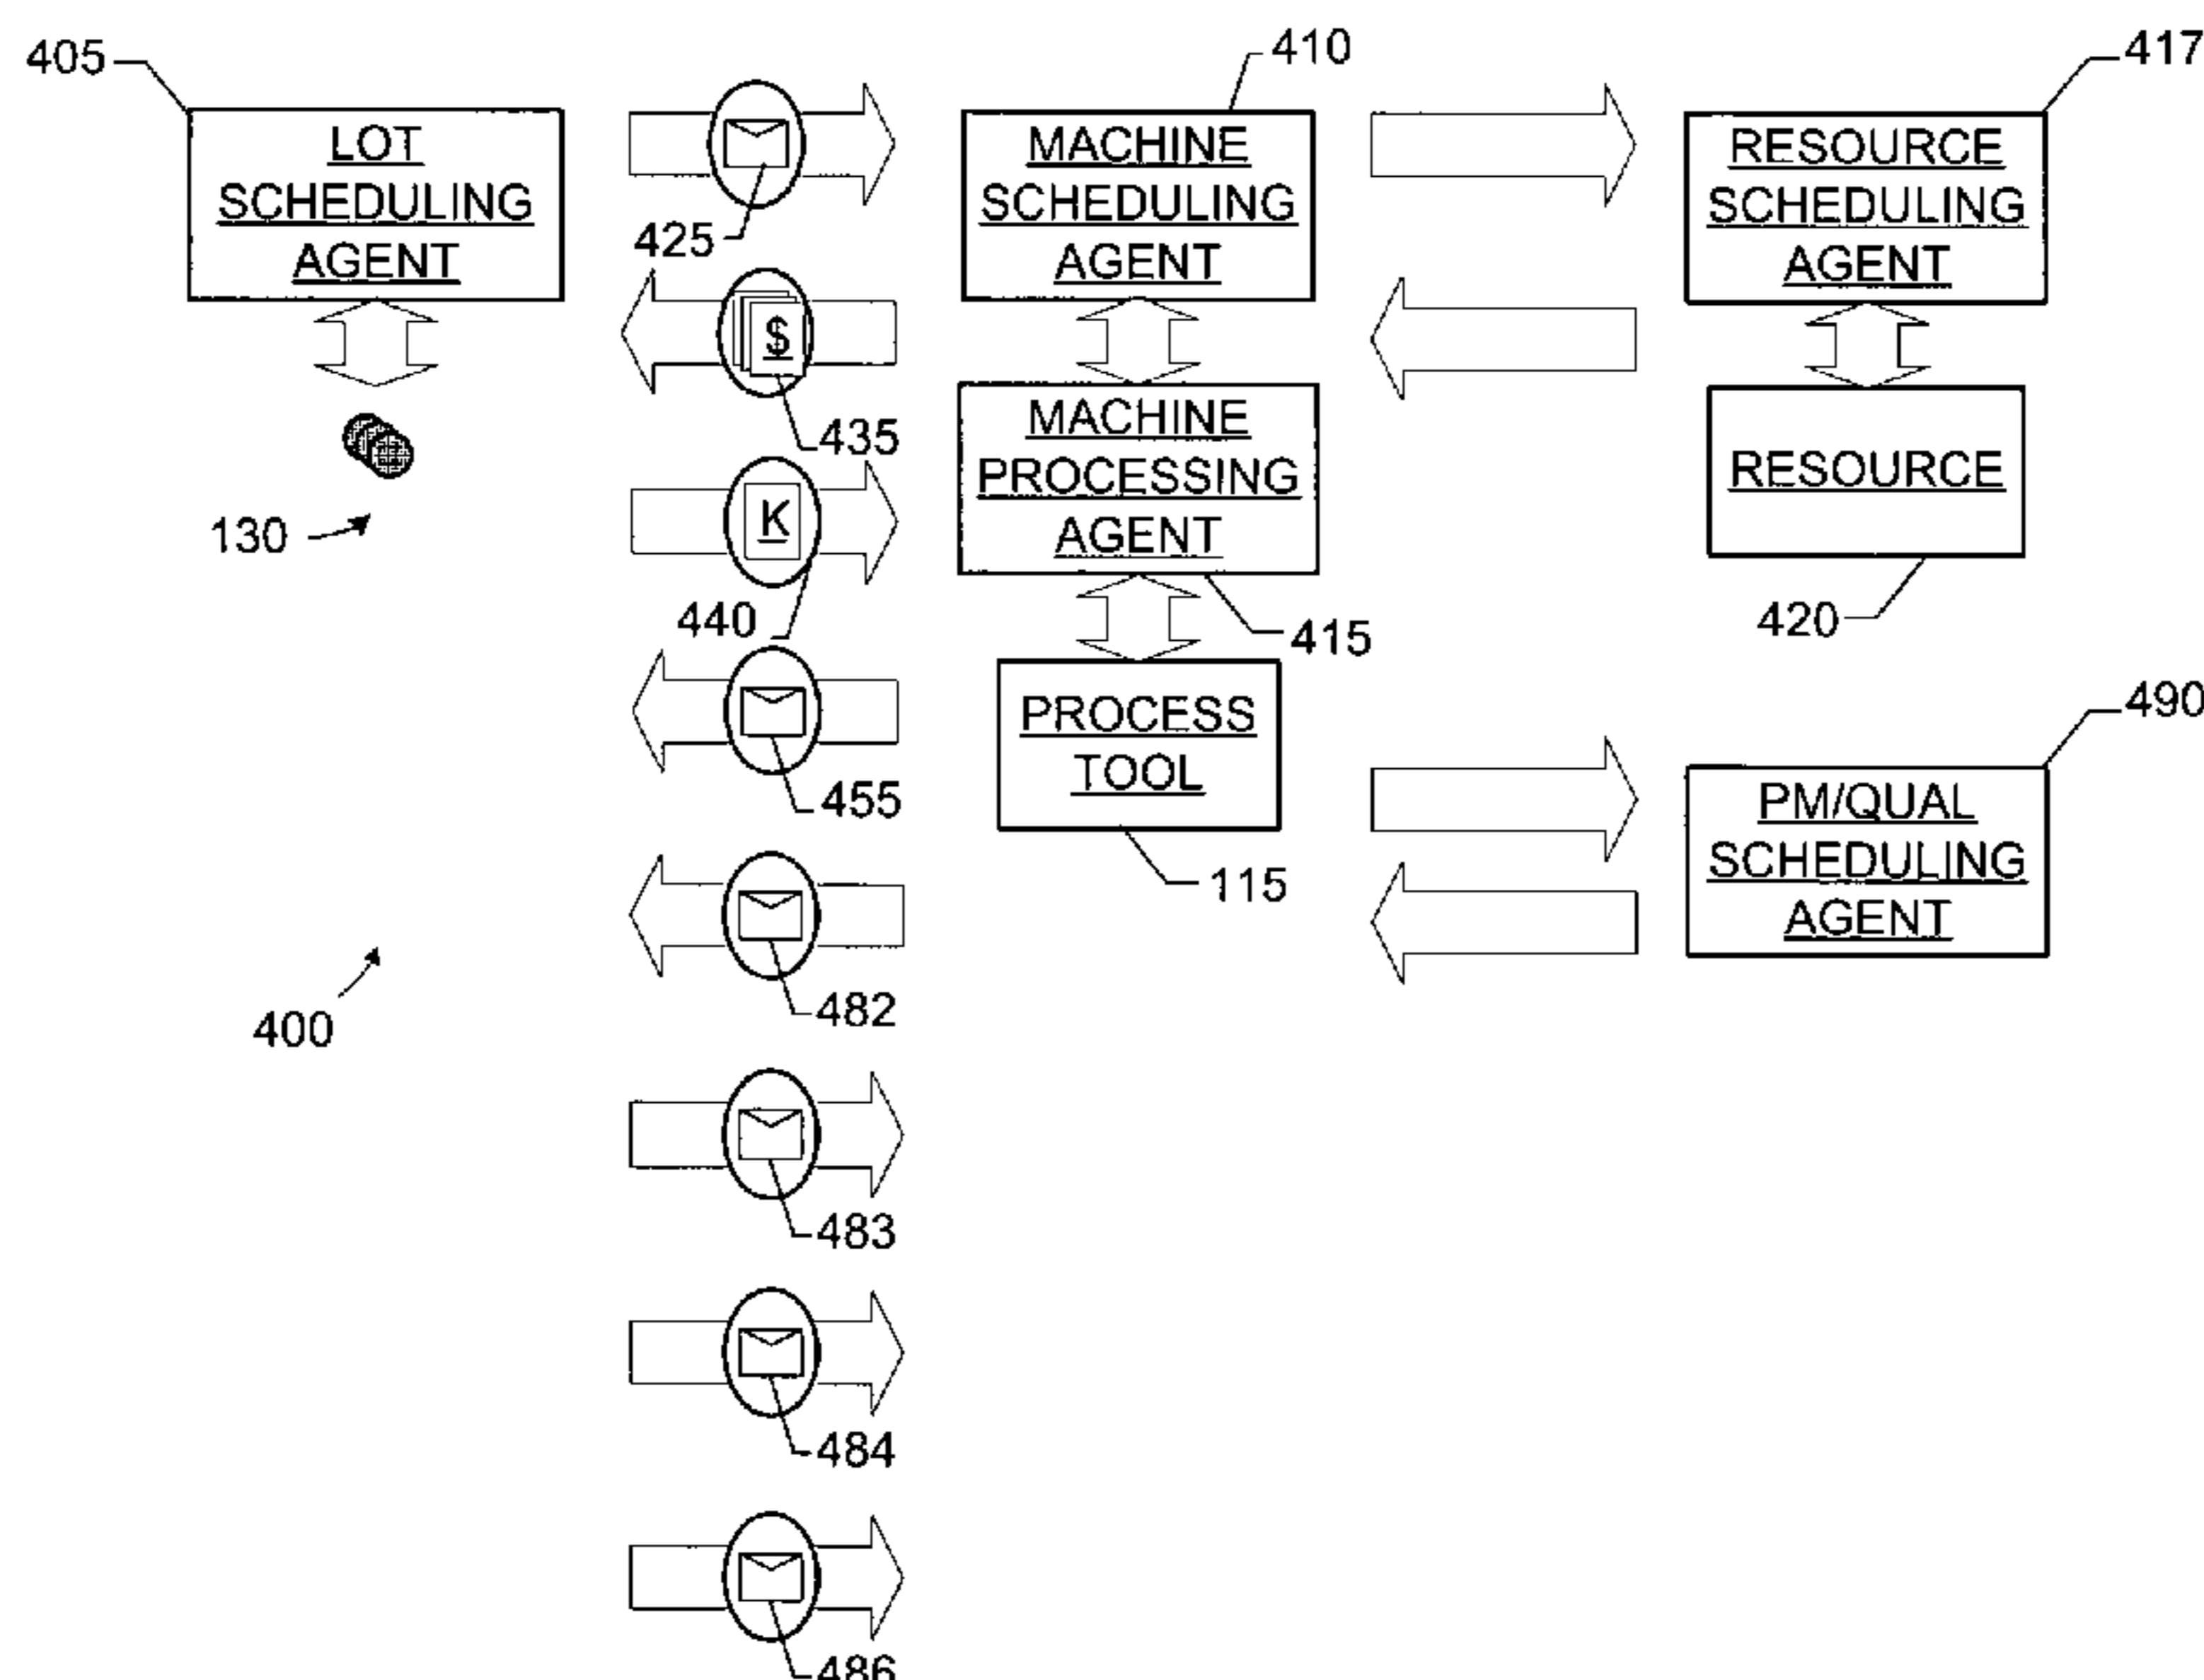 405
410
417
LOT
SCHEDULING
AGENT
425
MACHINE
SCHEDULING
AGENT
RESOURCE
SCHEDULING
AGENT
$
435
MACHINE
PROCESSING
AGENT
RESOURCE
130
K
440
415
420
455
PROCESS
TOOL
115
490
PM/QUAL
SCHEDULING
AGENT
482
400
483
484
486